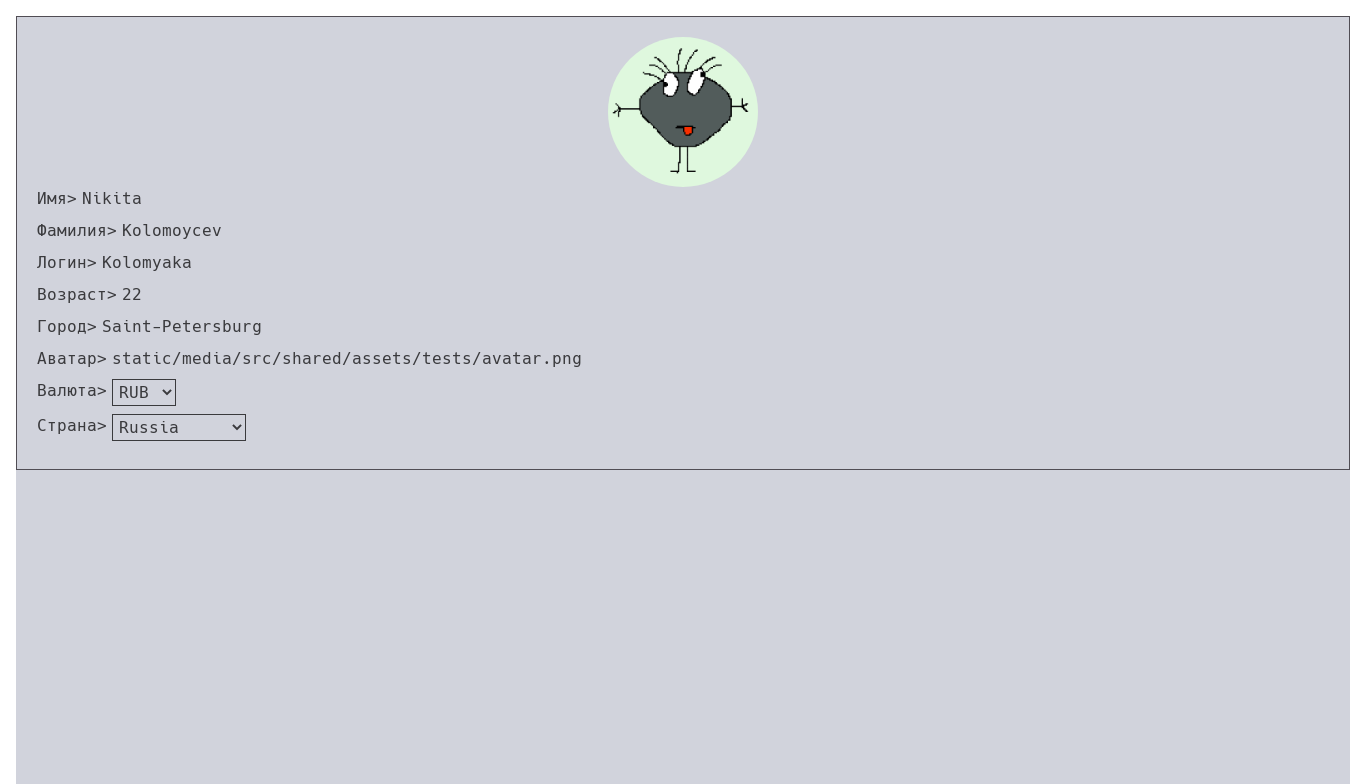 Имя> Nikita
Фамилия> Kolomoycev
Логин> Kolomyaka
Возраст> 22
Город> Saint-Petersburg
Аватар> static/media/src/shared/assets/tests/avatar.png
Валюта> RUB
Страна> Russia